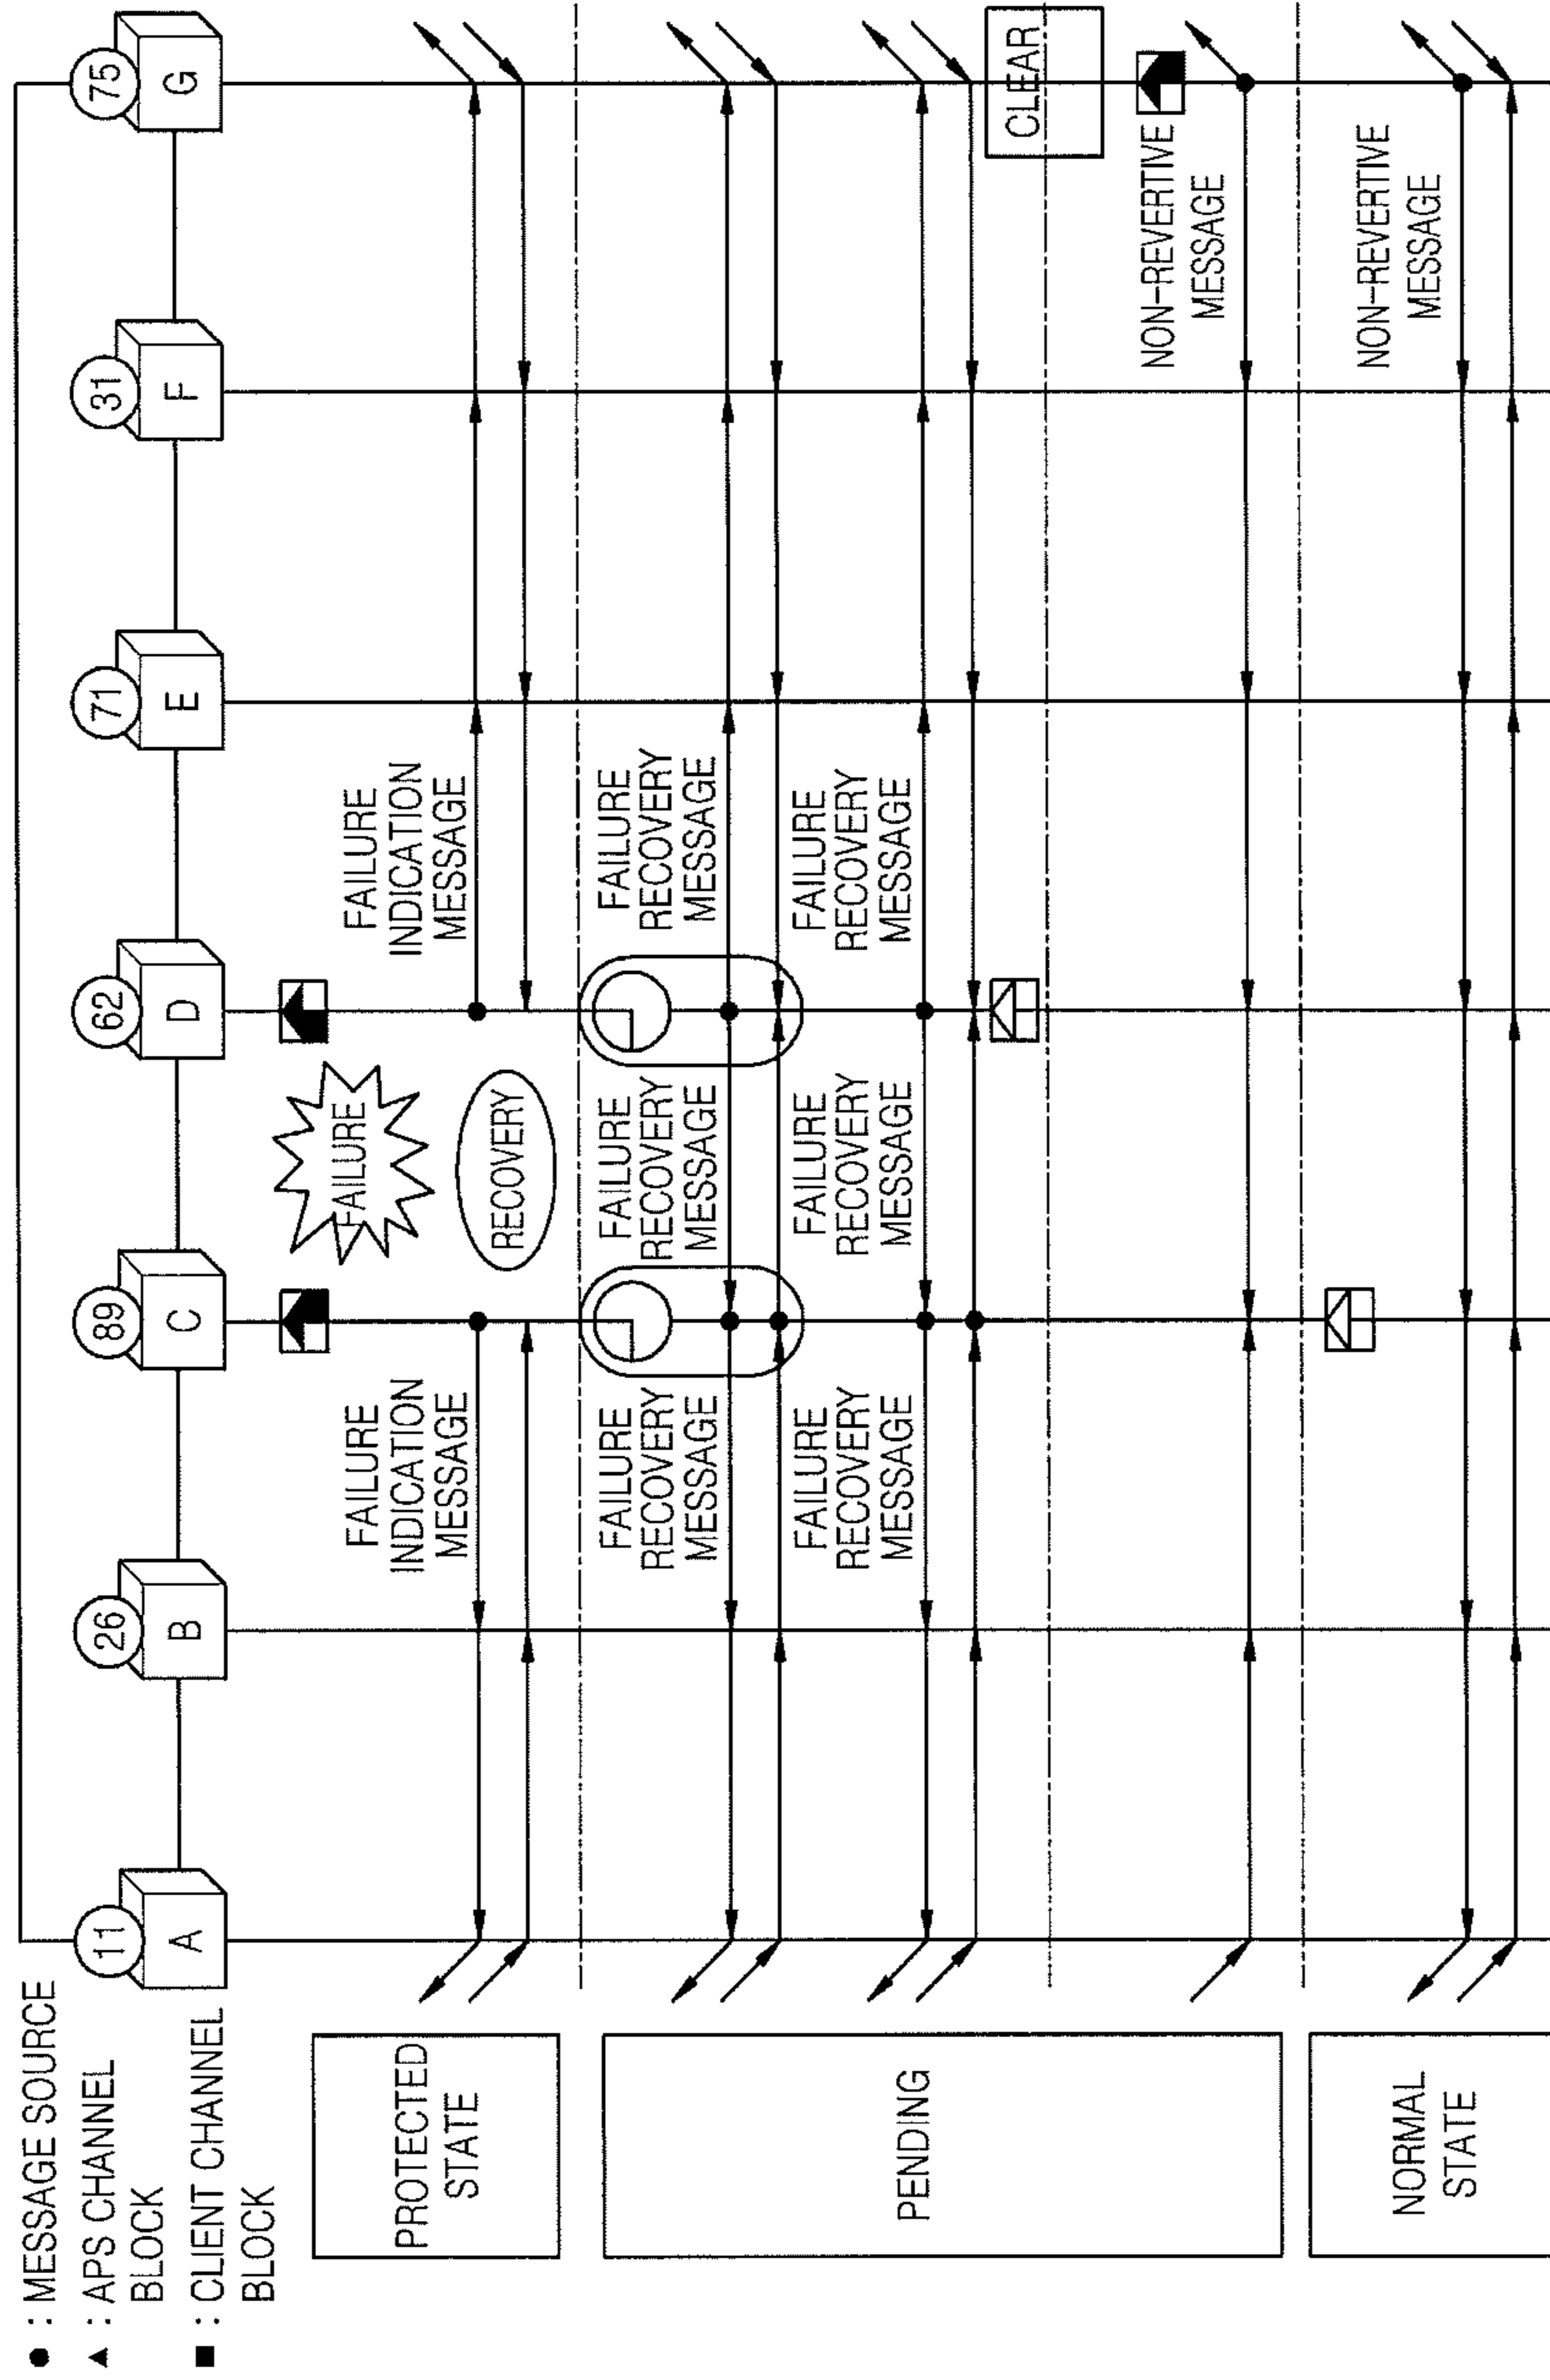 ● : MESSAGE SOURCE
▲ : APS CHANNEL
BLOCK
■ : CLIENT CHANNEL
BLOCK
11
26
89
62
71
31
75
A
B
C
D
E
F
G
PROTECTED
STATE
FAILURE
INDICATION
MESSAGE
FAILURE
RECOVERY
FAILURE
INDICATION
MESSAGE
PENDING
FAILURE
RECOVERY
MESSAGE
FAILURE
RECOVERY
MESSAGE
FAILURE
RECOVERY
MESSAGE
FAILURE
RECOVERY
MESSAGE
FAILURE
RECOVERY
MESSAGE
FAILURE
RECOVERY
MESSAGE
CLEAR
NON-REVERTIVE
MESSAGE
NORMAL
STATE
NON-REVERTIVE
MESSAGE